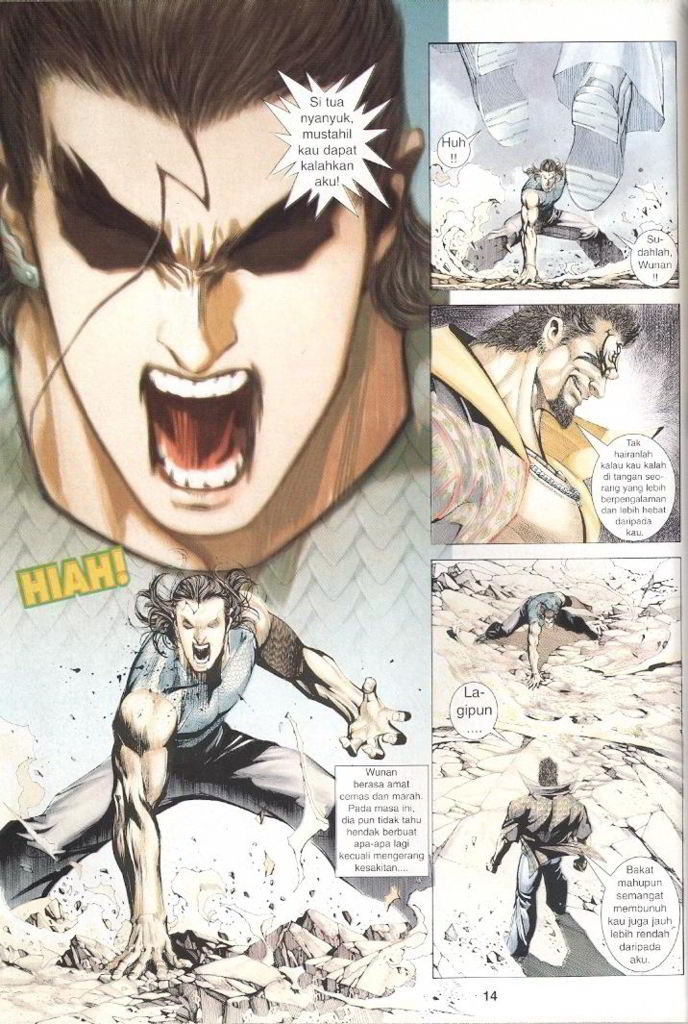 Si tua
nyanyuk,
mustahil
kau dapat
kalahkan
aku!
HIAH!
Wunan
berasa amat
cemas dan marah.
Pada masa ini,
dia pun tidak tahu
hendak berbuat
apa-apa lagi
kecuali mengerang
kesakitan....
Huh
!!
Su-
dahlah,
Wunan
!!
Tak
hairanlah
kalau kau kalah
di tangan seo-
rang yang lebih
berpengalaman
dan lebih hebat
daripada
kau.
La-
gipun
....
Bakat
mahupun
semangat
membunuh
kau juga jauh
lebih rendah
daripada
aku.
14